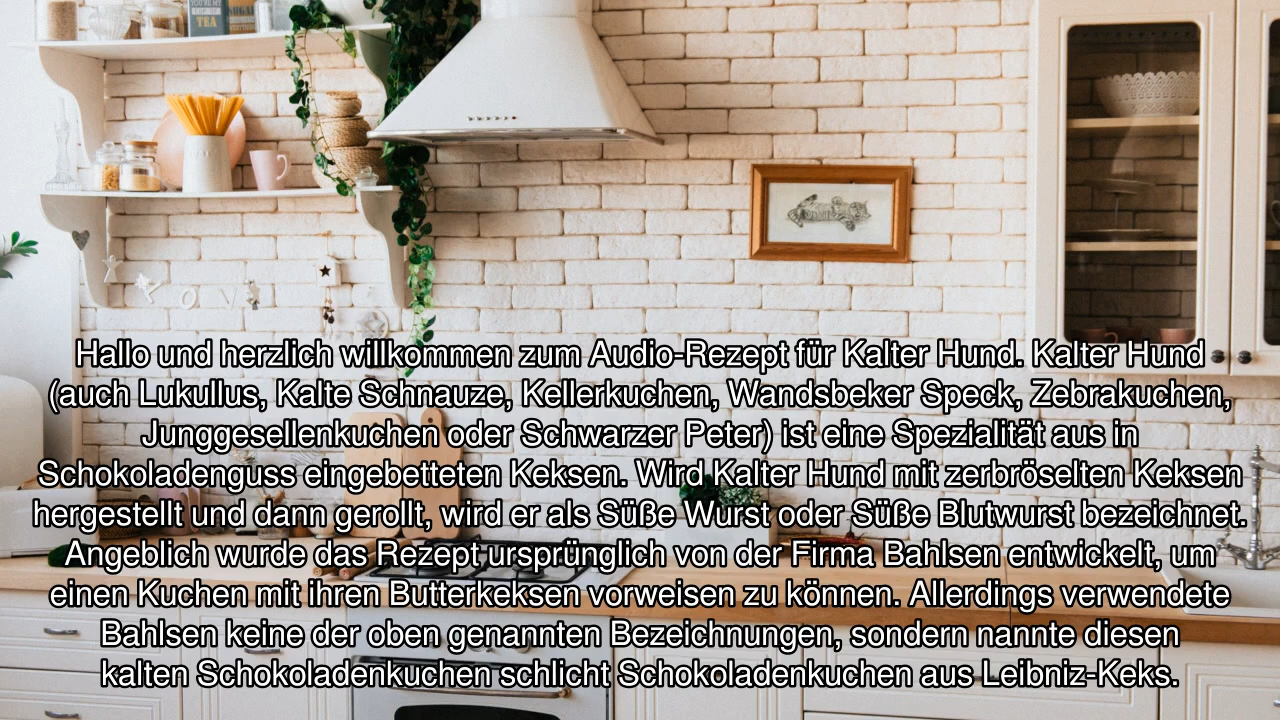 YOU'RE MY
TEA
Hallo und herzlich willkommen zum Audio-Rezept für Kalter Hund. Kalter Hund
(auch Lukullus, Kalte Schnauze, Kellerkuchen, Wandsbeker Speck, Zebrakuchen,
Junggesellenkuchen oder Schwarzer Peter) ist eine Spezialität aus in
Schokoladenguss eingebetteten Keksen. Wird Kalter Hund mit zerbröselten Keksen
hergestellt und dann gerollt, wird er als Süße Wurst oder Süße Blutwurst bezeichnet.
Angeblich wurde das Rezept ursprünglich von der Firma Bahlsen entwickelt, um
einen Kuchen mit ihren Butterkeksen vorweisen zu können. Allerdings verwendete
Bahlsen keine der oben genannten Bezeichnungen, sondern nannte diesen
kalten Schokoladenkuchen schlicht Schokoladenkuchen aus Leibniz-Keks.